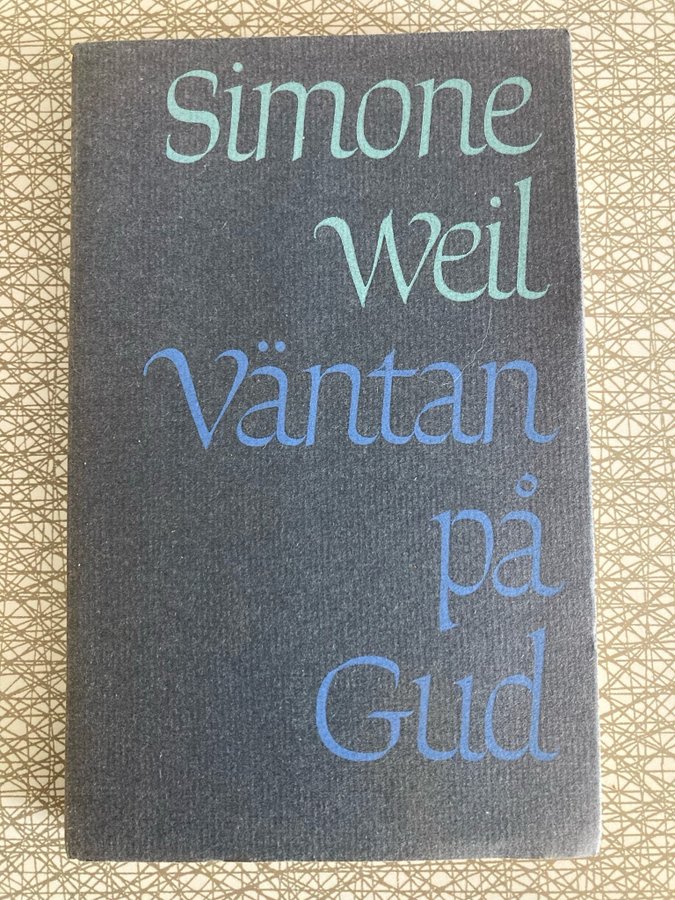 Simone
Weil
Väntan
på
Gud